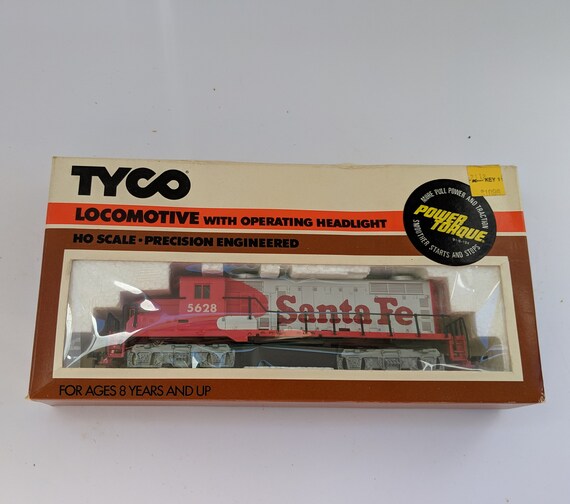 TYCO
LOCOMOTIVE WITH OPERATING HEADLIGHT
HO SCALE • PRECISION ENGINEERED
MORE PULL POWER AND TRACTION
POWER TORQUE
SMOOTHER STARTS AND STOPS
KEY
5628
Santa Fe
FOR AGES 8 YEARS AND UP